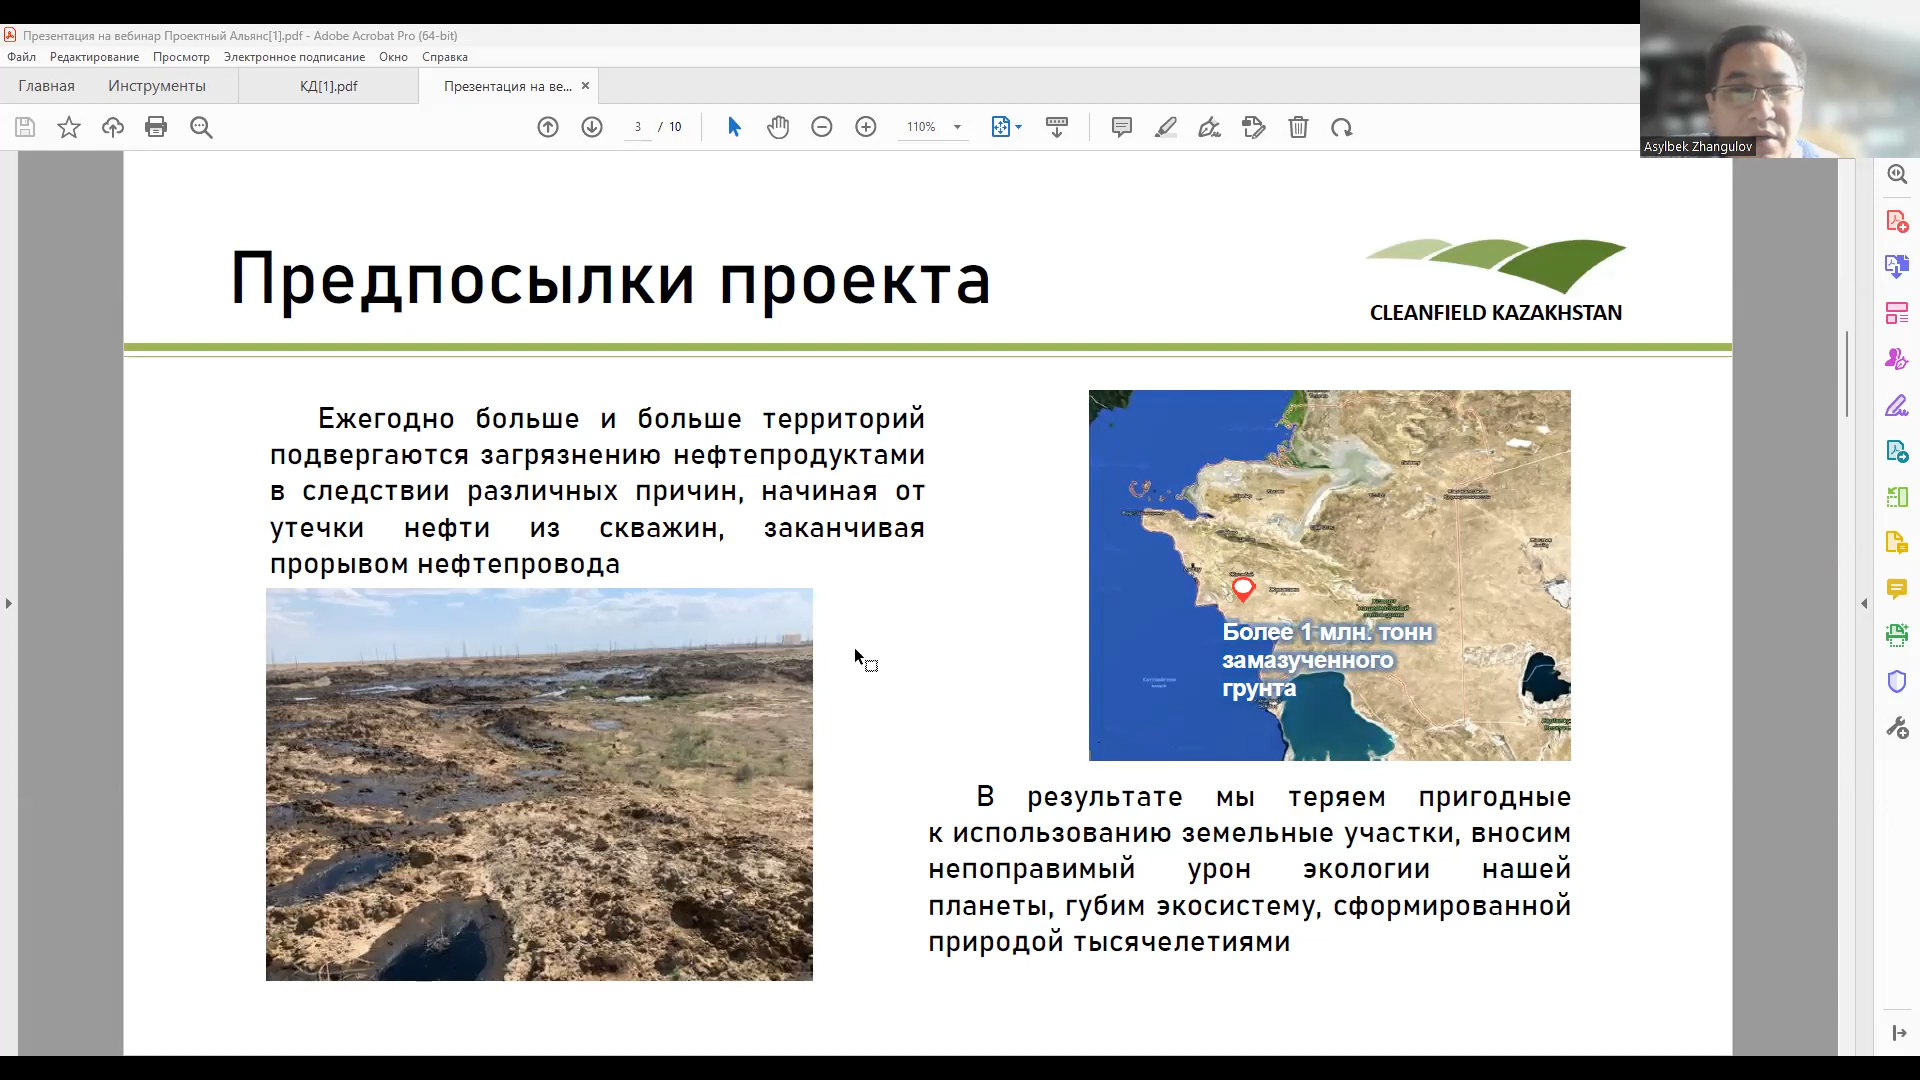 Презентация на вебинар Проектный Альянс[1].pdf - Adobe Acrobat Pro (64-bit)
Файл Редактирование Просмотр Электронное подписание Окно Справка
Главная Инструменты КД[1].pdf Презентация на ве... ×
3 / 10 110%
Asylbek Zhangulov
Предпосылки проекта
CLEANFIELD KAZAKHSTAN
Ежегодно больше и больше территорий
подвергаются загрязнению нефтепродуктами
в следствии различных причин, начиная от
утечки нефти из скважин, заканчивая
прорывом нефтепровода
Более 1 млн. тонн
замазученного
грунта
В результате мы теряем пригодные
к использованию земельные участки, вносим
непоправимый урон экологии нашей
планеты, губим экосистему, сформированной
природой тысячелетиями